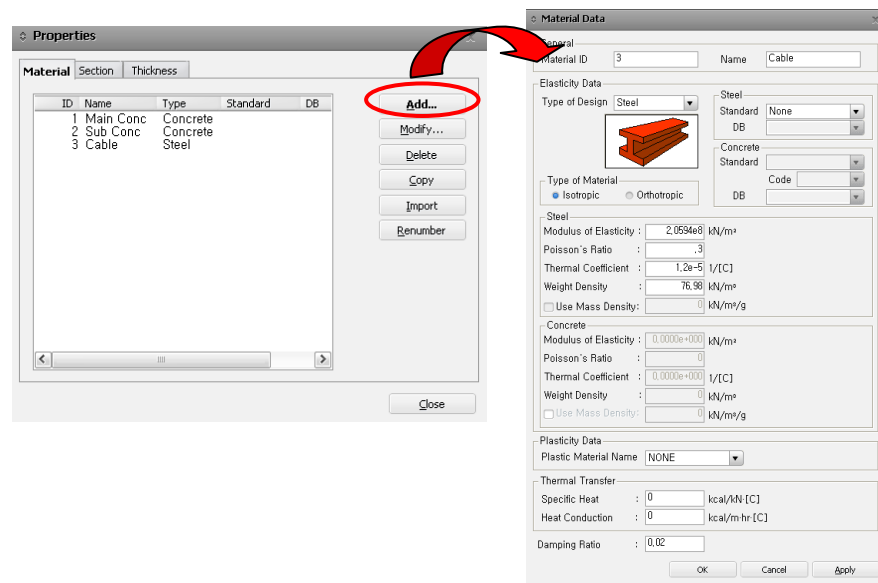 Properties
Material Section Thickness
ID Name Type Standard DB
1 Main Conc Concrete
2 Sub Conc Concrete
3 Cable Steel
Add...
Modify...
Delete
Copy
Import
Renumber
Close
Material Data
General
Material ID 3 Name Cable
Elasticity Data
Type of Design Steel
Steel
Standard None
DB
Concrete
Standard
Code
DB
Type of Material
Isotropic Orthotropic
Steel
Modulus of Elasticity : 2,0594e8 kN/m²
Poisson's Ratio : ,3
Thermal Coefficient : 1,2e-5 1/[C]
Weight Density : 76,98 kN/m³
Use Mass Density: 0 kN/m³/g
Concrete
Modulus of Elasticity : 0,0000e+000 kN/m²
Poisson's Ratio : 0
Thermal Coefficient : 0,0000e+000 1/[C]
Weight Density : 0 kN/m³
Use Mass Density: 0 kN/m³/g
Plasticity Data
Plastic Material Name NONE
Thermal Transfer
Specific Heat : 0 kcal/kN·[C]
Heat Conduction : 0 kcal/m·hr·[C]
Damping Ratio : 0,02
OK Cancel Apply